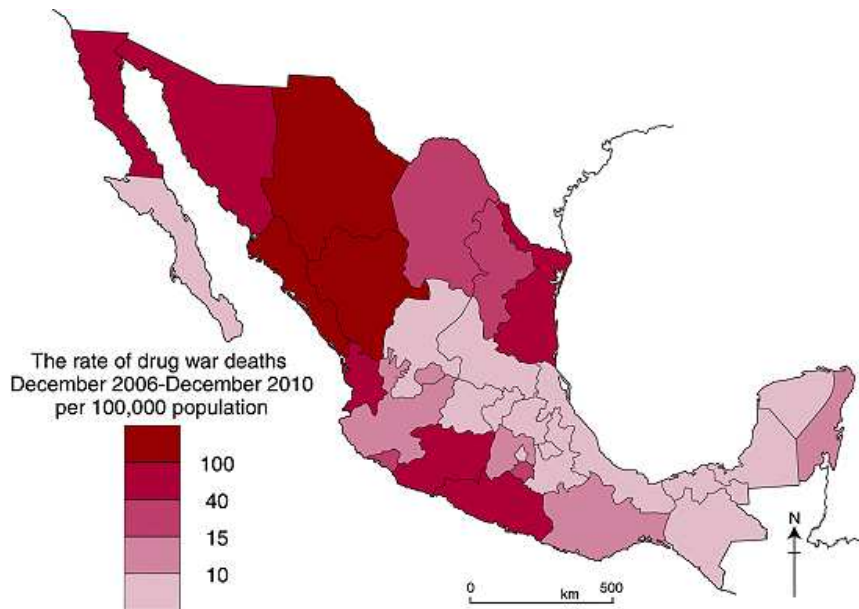 The rate of drug war deaths
December 2006-December 2010
per 100,000 population
100
40
15
10
N
0 500
km